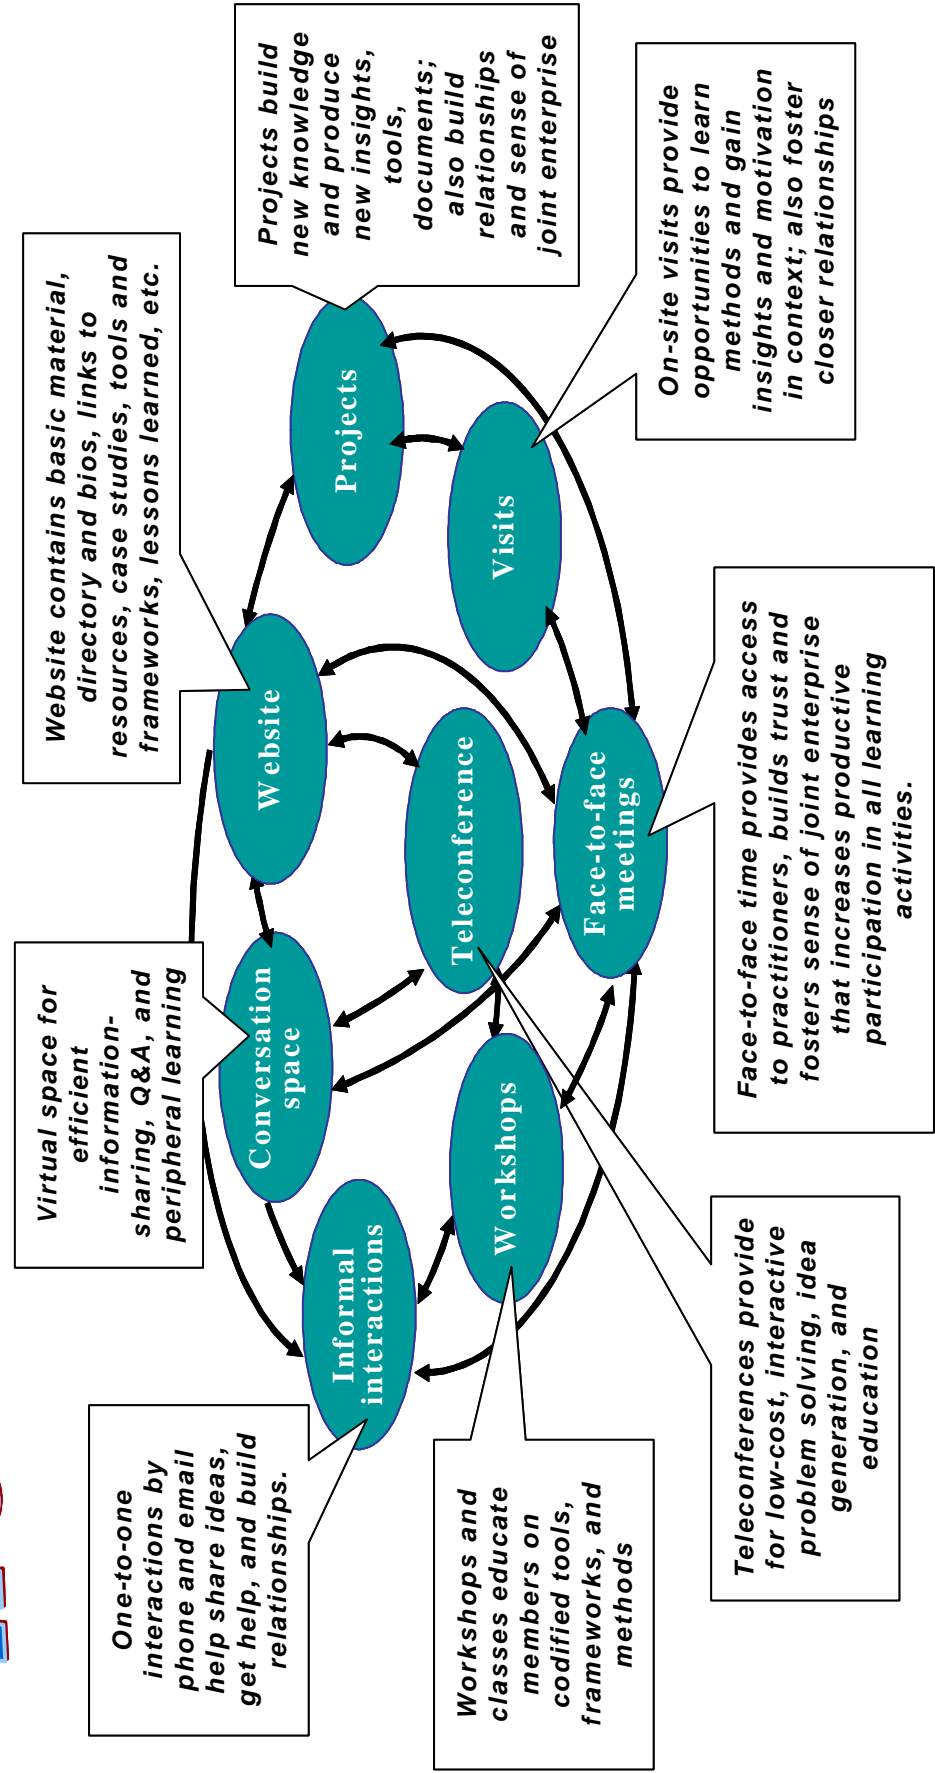 Website contains basic material,
directory and bios, links to
resources, case studies, tools and
frameworks, lessons learned, etc.
Virtual space for
efficient
information-
sharing, Q&A, and
peripheral learning
One-to-one
interactions by
phone and email
help share ideas,
get help, and build
relationships.
Projects build
new knowledge
and produce
new insights,
tools,
documents;
also build
relationships
and sense of
joint enterprise
Website
Conversation
space
Projects
Informal
interactions
Teleconference
Workshops
Visits
Face-to-face
meetings
Workshops and
classes educate
members on
codified tools,
frameworks, and
methods
On-site visits provide
opportunities to learn
methods and gain
insights and motivation
in context; also foster
closer relationships
Teleconferences provide
for low-cost, interactive
problem solving, idea
generation, and
education
Face-to-face time provides access
to practitioners, builds trust and
fosters sense of joint enterprise
that increases productive
participation in all learning
activities.